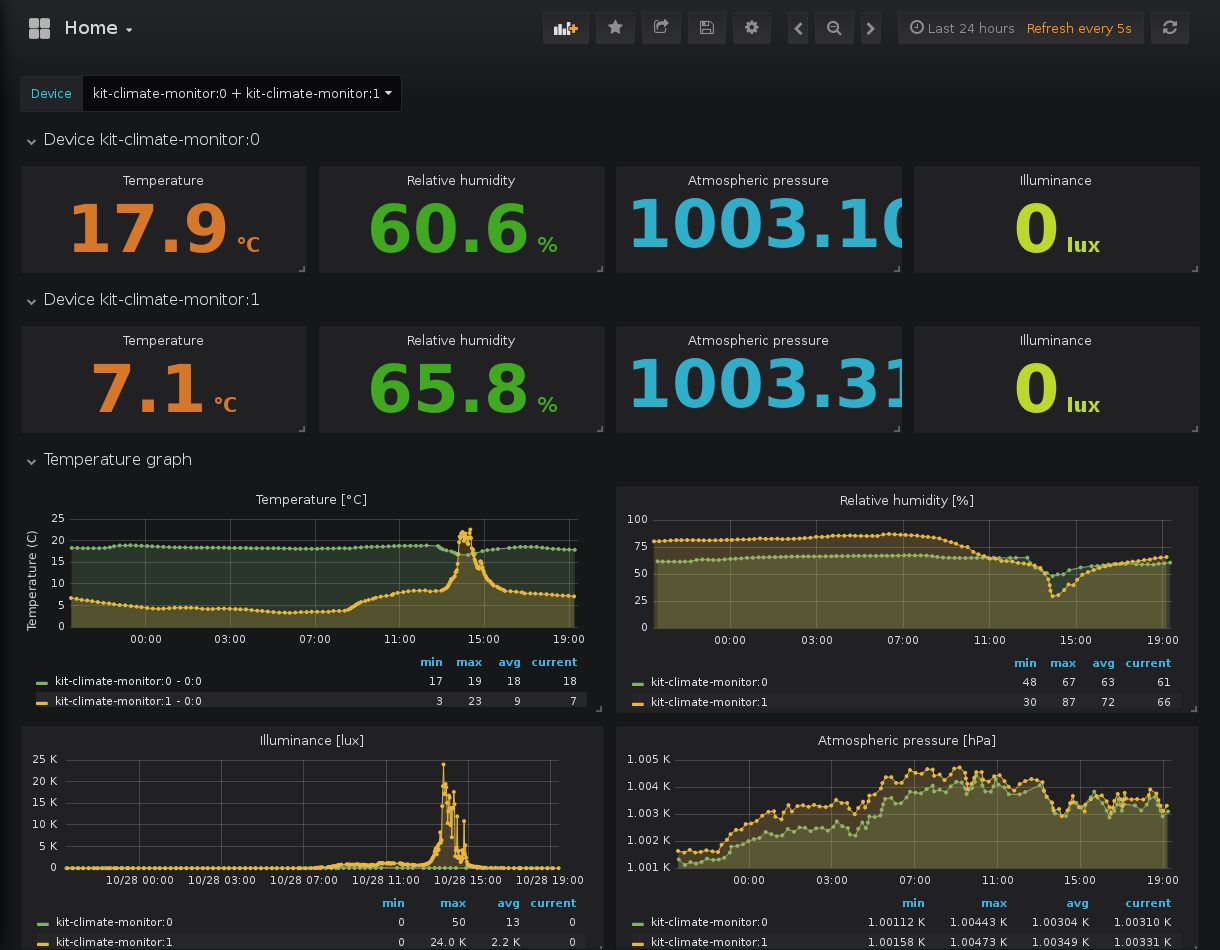 Home
Last 24 hours Refresh every 5s
Device kit-climate-monitor:0 + kit-climate-monitor:1
Device kit-climate-monitor:0
Temperature Relative humidity Atmospheric pressure Illuminance
17.9 °C 60.6 % 1003.10 0 lux
Device kit-climate-monitor:1
Temperature Relative humidity Atmospheric pressure Illuminance
7.1 °C 65.8 % 1003.31 0 lux
Temperature graph
Temperature [°C]
Temperature (C)
25
20
15
10
5
0
00:00 03:00 07:00 11:00 15:00 19:00
min max avg current
kit-climate-monitor:0 - 0:0 17 19 18 18
kit-climate-monitor:1 - 0:0 3 23 9 7
Relative humidity [%]
100
75
50
25
0
00:00 03:00 07:00 11:00 15:00 19:00
min max avg current
kit-climate-monitor:0 48 67 63 61
kit-climate-monitor:1 30 87 72 66
Illuminance [lux]
25 K
20 K
15 K
10 K
5 K
0
10/28 00:00 10/28 03:00 10/28 07:00 10/28 11:00 10/28 15:00 10/28 19:00
min max avg current
kit-climate-monitor:0 0 50 13 0
kit-climate-monitor:1 0 24.0 K 2.2 K 0
Atmospheric pressure [hPa]
1.005 K
1.004 K
1.003 K
1.002 K
1.001 K
00:00 03:00 07:00 11:00 15:00 19:00
min max avg current
kit-climate-monitor:0 1.00112 K 1.00443 K 1.00304 K 1.00310 K
kit-climate-monitor:1 1.00158 K 1.00473 K 1.00349 K 1.00331 K